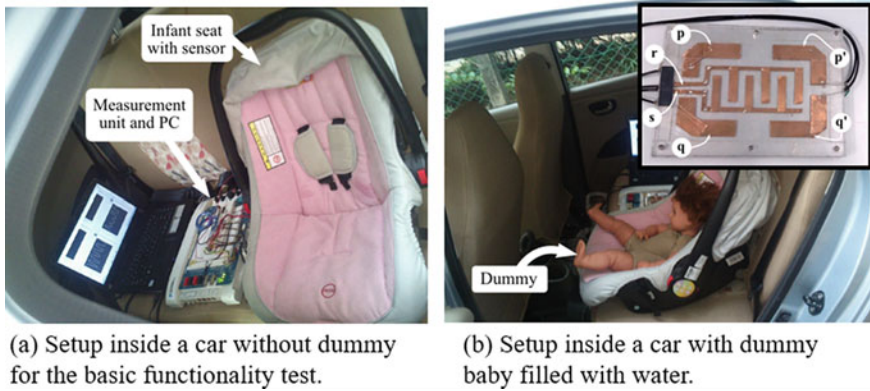 Infant seat
with sensor
Measurement
unit and PC
p
p'
r
s
q
q'
Dummy
(a) Setup inside a car without dummy
for the basic functionality test.
(b) Setup inside a car with dummy
baby filled with water.